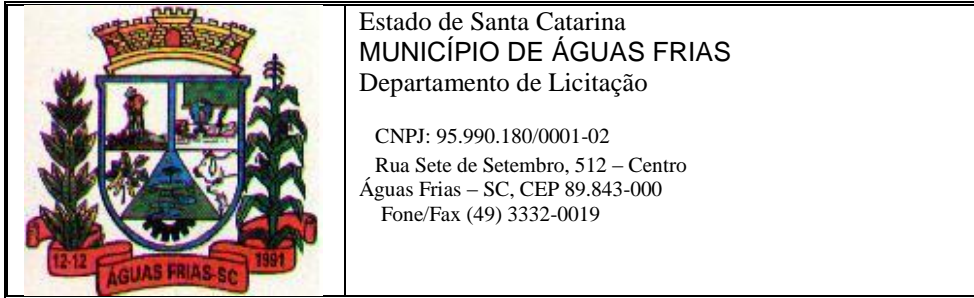 Estado de Santa Catarina
MUNICÍPIO DE ÁGUAS FRIAS
Departamento de Licitação
CNPJ: 95.990.180/0001-02
Rua Sete de Setembro, 512 – Centro
Águas Frias – SC, CEP 89.843-000
Fone/Fax (49) 3332-0019
12-12
ÁGUAS FRIAS-SC
1991